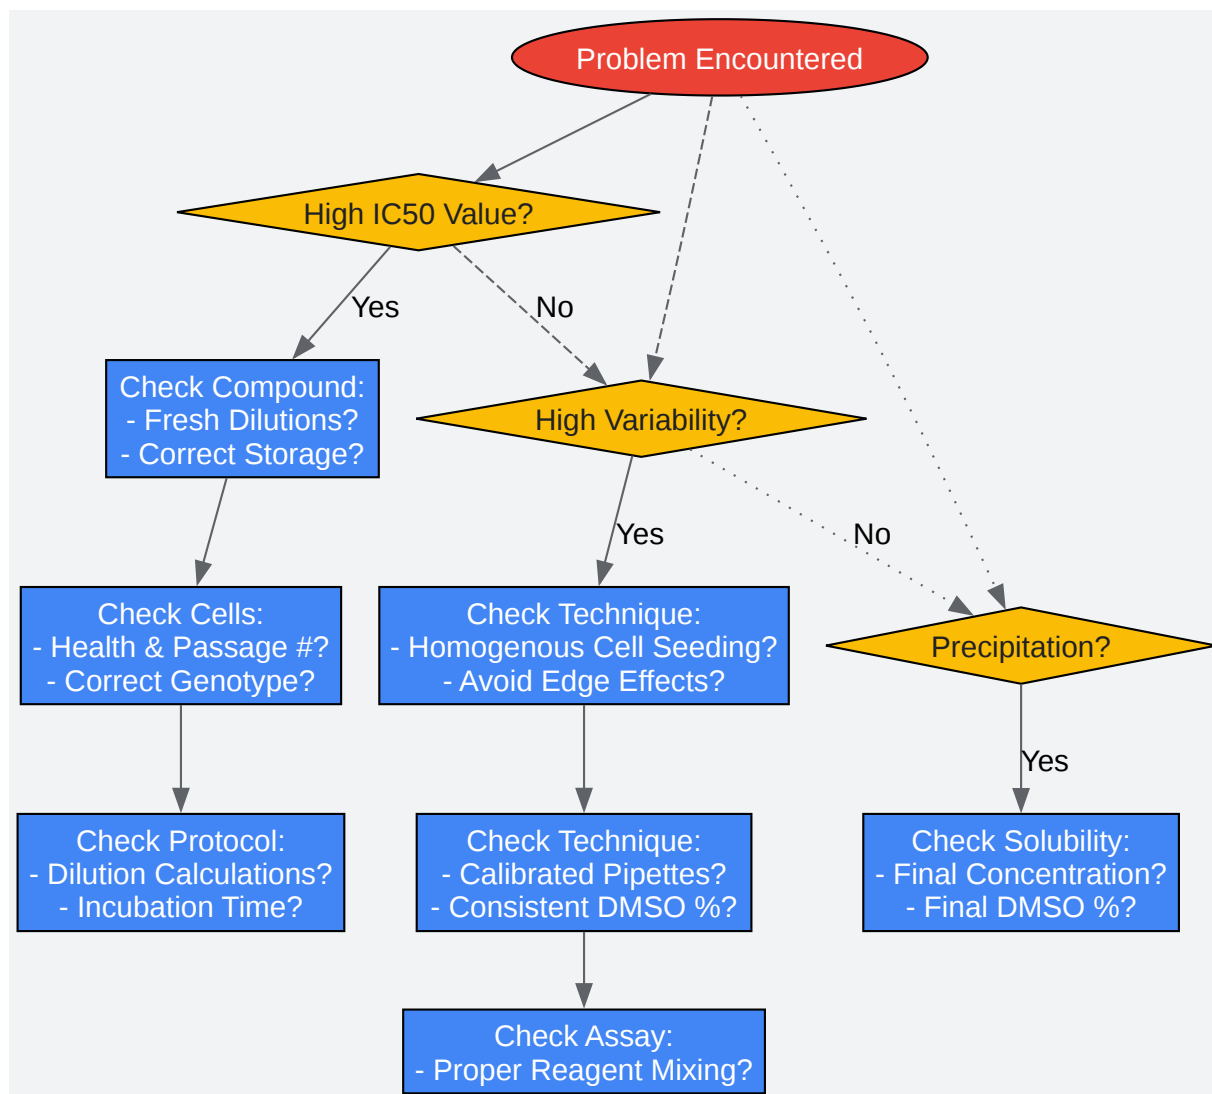 Problem Encountered
High IC50 Value?
Yes
No
Check Compound:
- Fresh Dilutions?
- Correct Storage?
High Variability?
Yes
No
Check Cells:
- Health & Passage #?
- Correct Genotype?
Check Technique:
- Homogenous Cell Seeding?
- Avoid Edge Effects?
Precipitation?
Yes
Check Protocol:
- Dilution Calculations?
- Incubation Time?
Check Technique:
- Calibrated Pipettes?
- Consistent DMSO %?
Check Solubility:
- Final Concentration?
- Final DMSO %?
Check Assay:
- Proper Reagent Mixing?